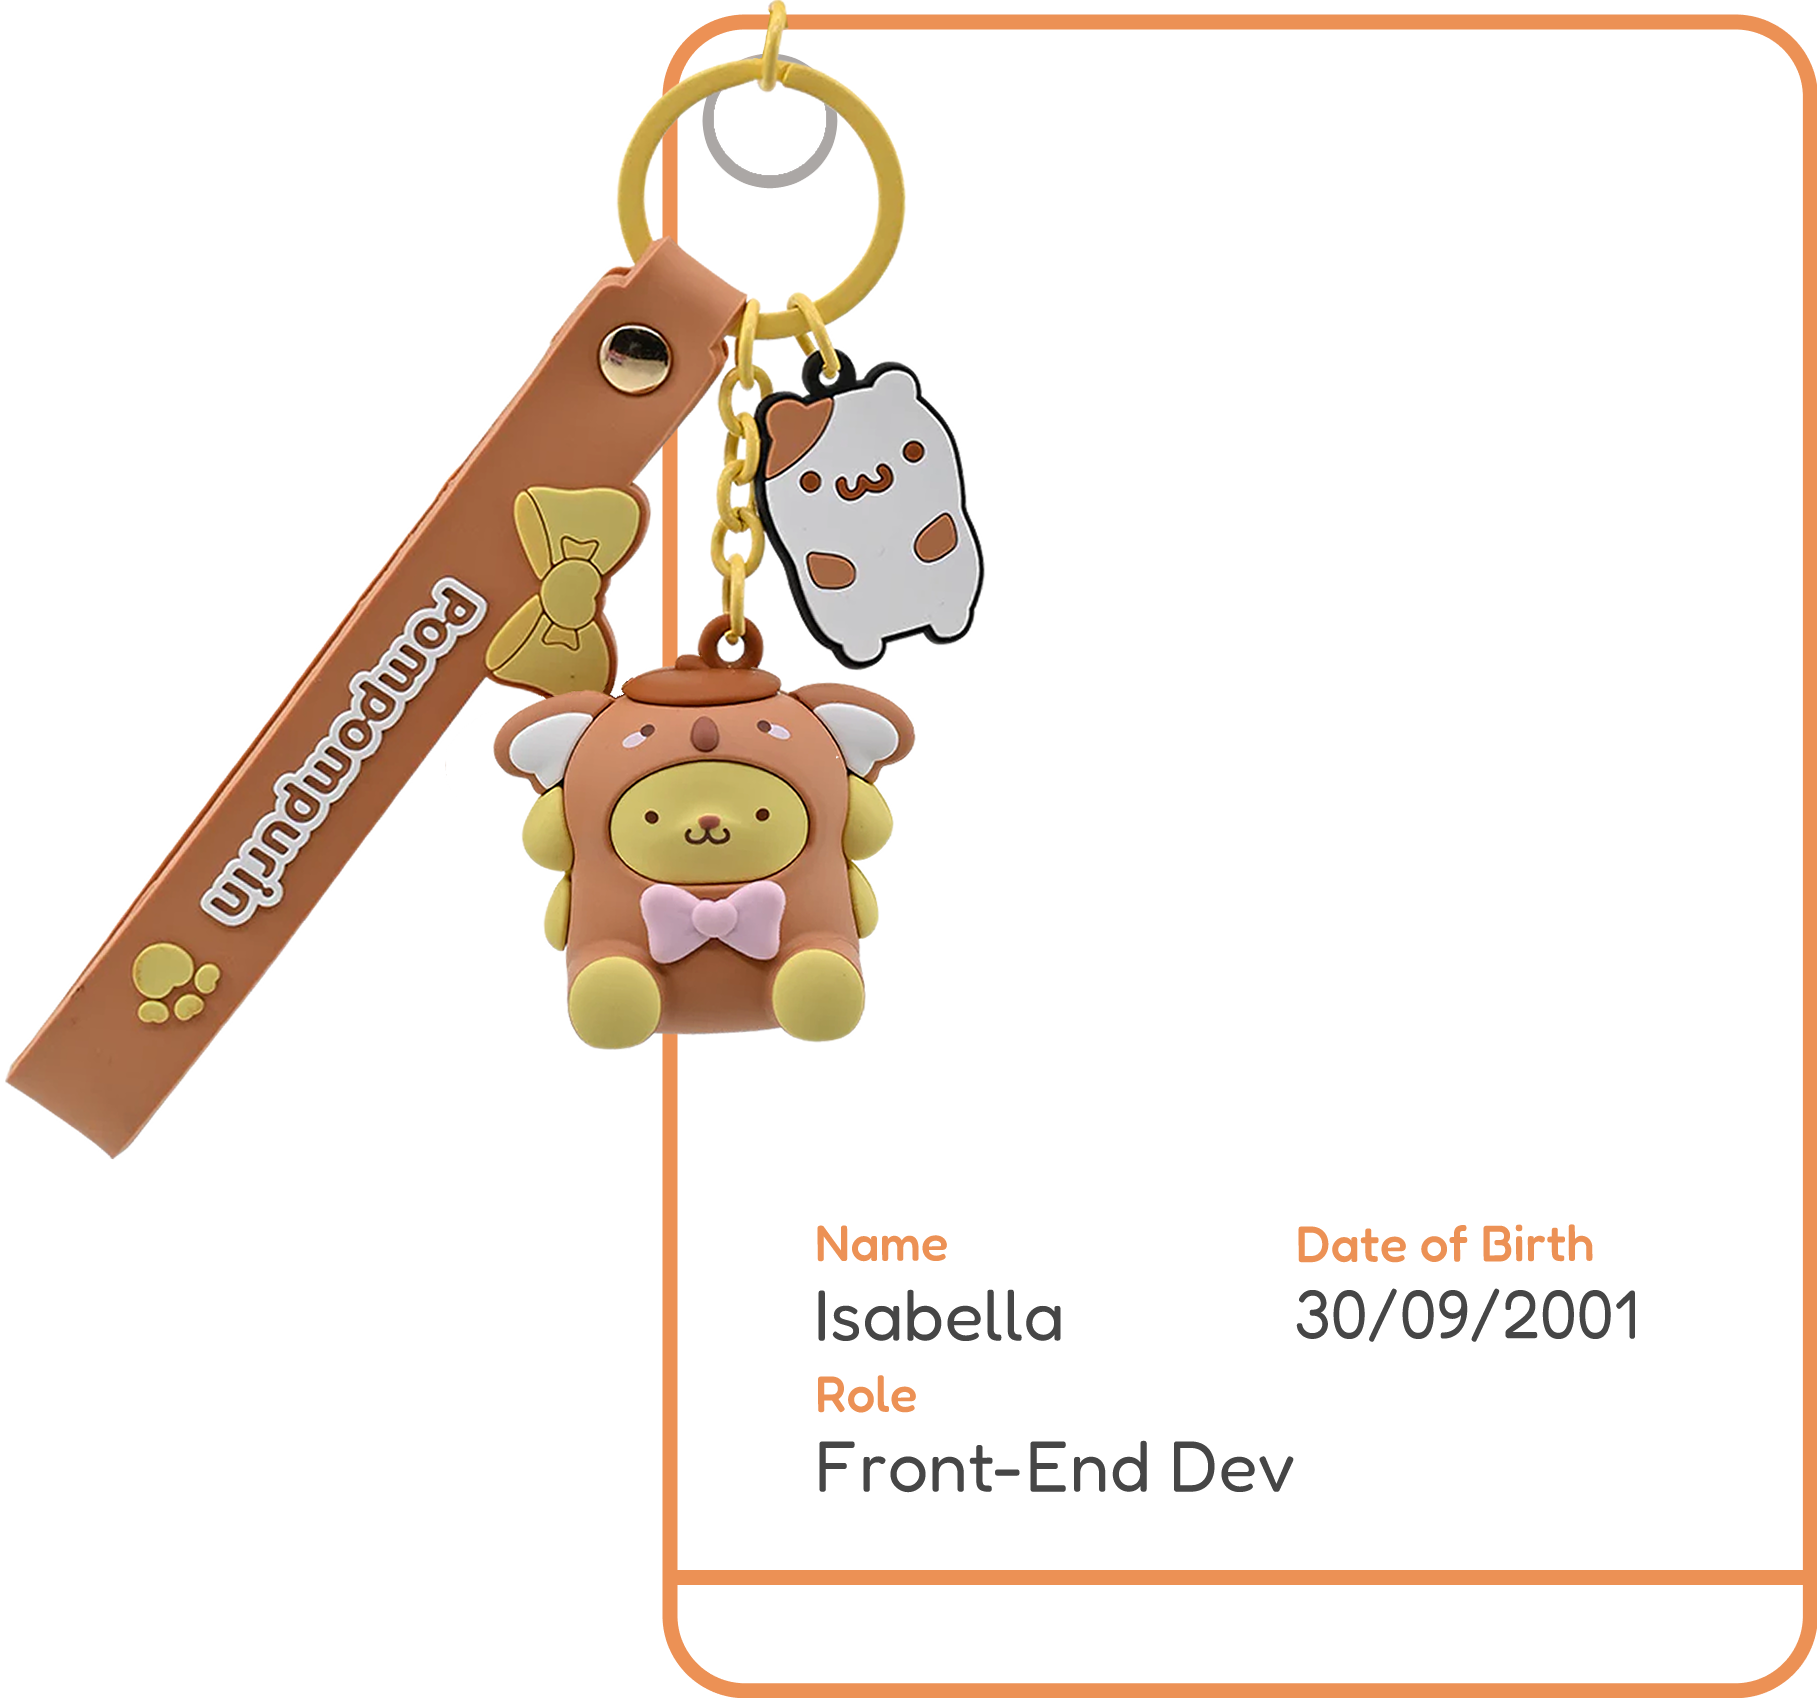 Pompompurin
Name
Isabella
Date of Birth
30/09/2001
Role
Front-End Dev